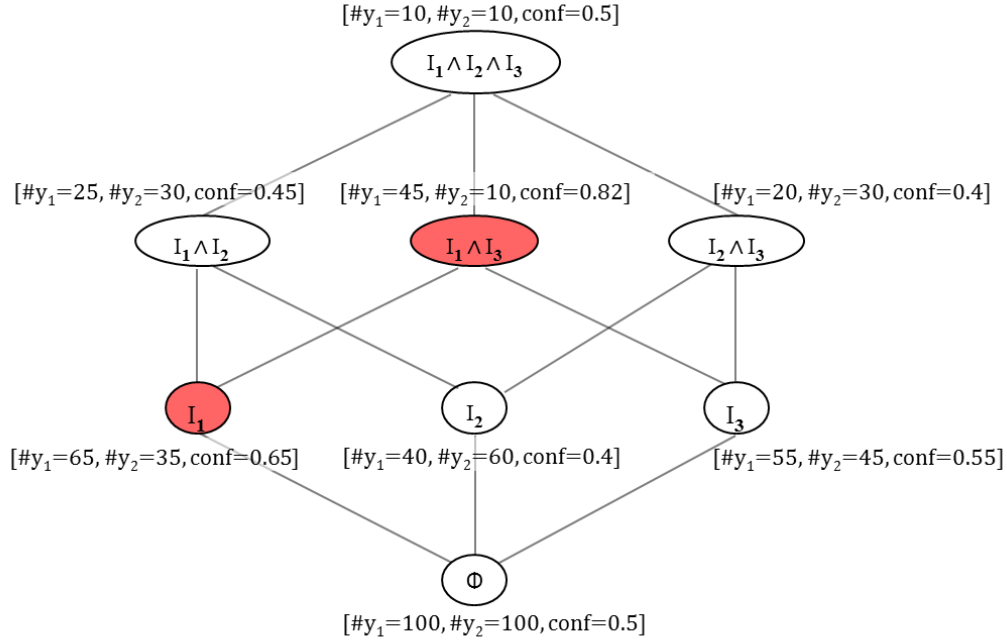 [#y₁=10, #y₂=10, conf=0.5]
I₁ ∧ I₂ ∧ I₃
[#y₁=25, #y₂=30, conf=0.45]
[#y₁=45, #y₂=10, conf=0.82]
[#y₁=20, #y₂=30, conf=0.4]
I₁ ∧ I₂
I₁ ∧ I₃
I₂ ∧ I₃
I₁
I₂
I₃
[#y₁=65, #y₂=35, conf=0.65]
[#y₁=40, #y₂=60, conf=0.4]
[#y₁=55, #y₂=45, conf=0.55]
Φ
[#y₁=100, #y₂=100, conf=0.5]